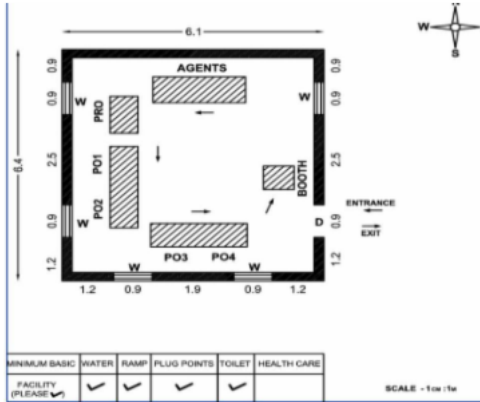 6.1
W
S
6.4
0.9
0.9
2.5
0.9
1.2
AGENTS
W
PRO
PO1
PO2
W
W
BOOTH
D
PO3
PO4
W
W
0.9
0.9
2.5
0.9
1.2
ENTRANCE
EXIT
1.2
0.9
1.9
0.9
1.2
MINIMUM BASIC WATER RAMP PLUG POINTS TOILET HEALTH CARE
FACILITY
(PLEASE ✔) ✔ ✔ ✔ ✔
SCALE - 1CM :1M